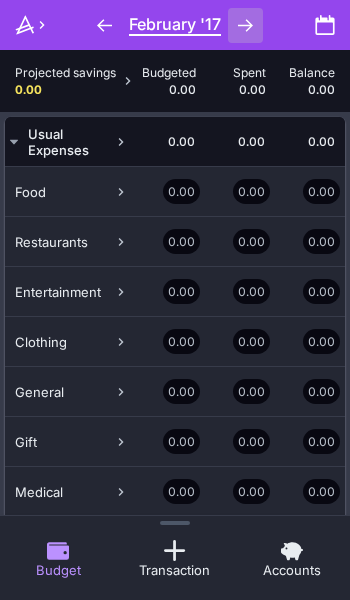 February '17
Projected savings Budgeted Spent Balance
0.00 0.00 0.00 0.00
Usual
Expenses 0.00 0.00 0.00
Food 0.00 0.00 0.00
Restaurants 0.00 0.00 0.00
Entertainment 0.00 0.00 0.00
Clothing 0.00 0.00 0.00
General 0.00 0.00 0.00
Gift 0.00 0.00 0.00
Medical 0.00 0.00 0.00
Budget Transaction Accounts